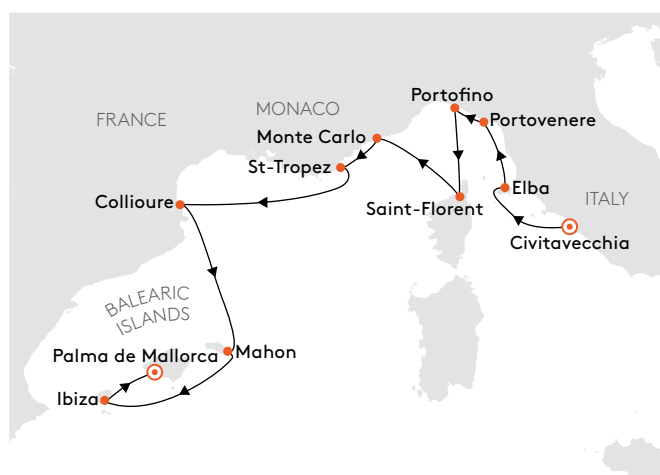 Portofino
MONACO
FRANCE
Portovenere
Monte Carlo
St-Tropez
Elba
ITALY
Collioure
Saint-Florent
Civitavecchia
BALEARIC
ISLANDS
Palma de Mallorca
Mahon
Ibiza